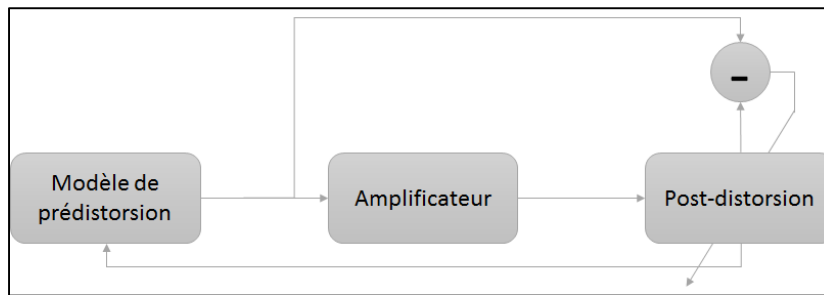 –
Modèle de
prédistorsion
Amplificateur
Post-distorsion